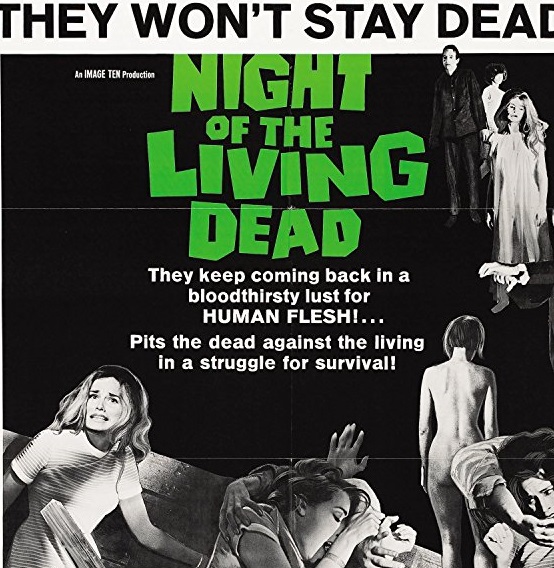 THEY WON'T STAY DEAD
An IMAGE TEN Production
NIGHT
OF THE
LIVING
DEAD
They keep coming back in a
bloodthirsty lust for
HUMAN FLESH!...
Pits the dead against the living
in a struggle for survival!